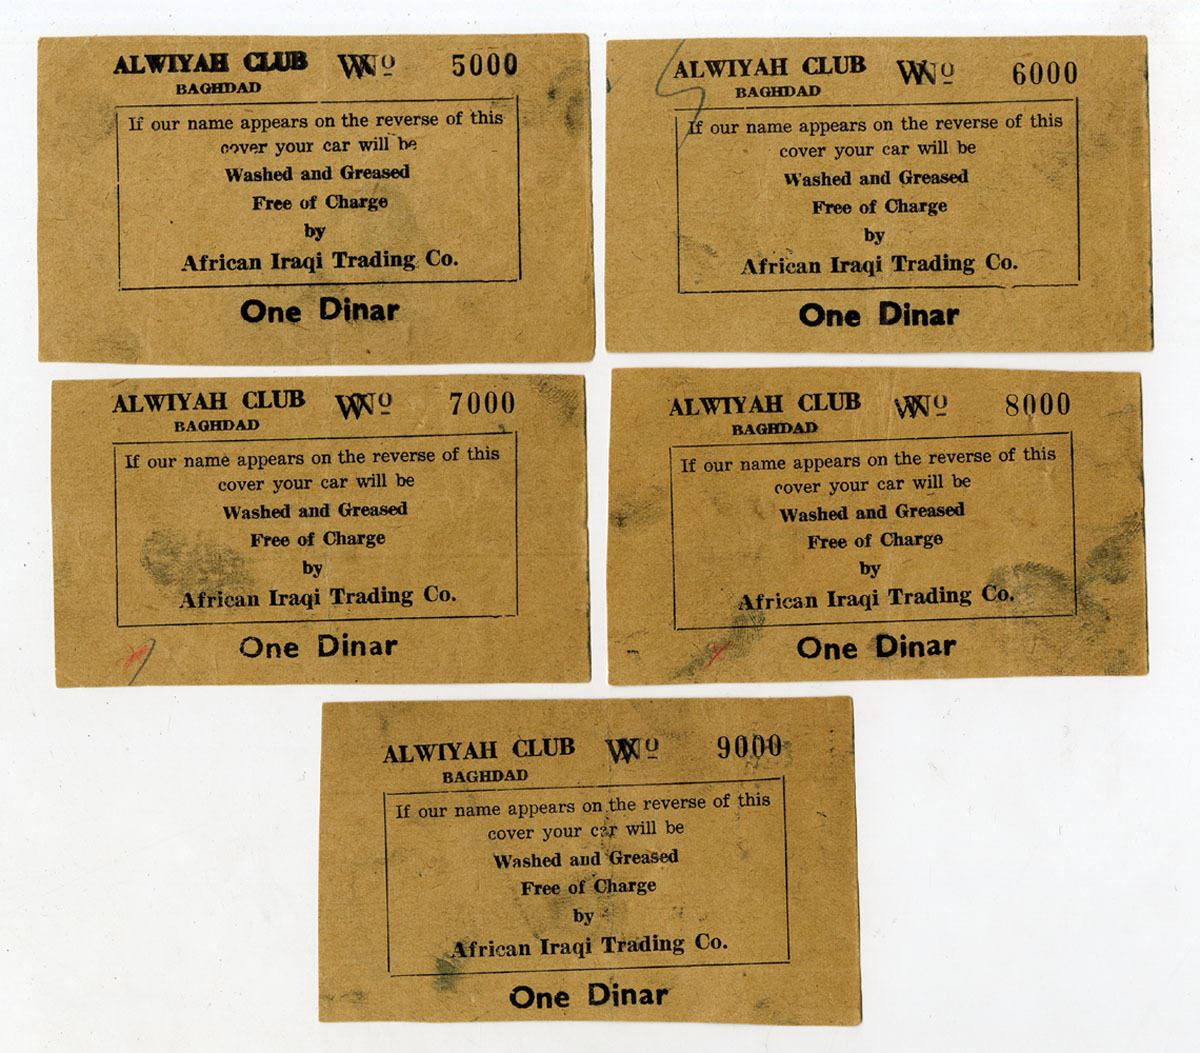 ALWIYAH CLUB WNº 5000
BAGHDAD
If our name appears on the reverse of this
cover your car will be
Washed and Greased
Free of Charge
by
African Iraqi Trading Co.
One Dinar
ALWIYAH CLUB WNº 6000
BAGHDAD
If our name appears on the reverse of this
cover your car will be
Washed and Greased
Free of Charge
by
African Iraqi Trading Co.
One Dinar
ALWIYAH CLUB WNº 7000
BAGHDAD
If our name appears on the reverse of this
cover your car will be
Washed and Greased
Free of Charge
by
African Iraqi Trading Co.
One Dinar
ALWIYAH CLUB WNº 8000
BAGHDAD
If our name appears on the reverse of this
cover your car will be
Washed and Greased
Free of Charge
by
African Iraqi Trading Co.
One Dinar
ALWIYAH CLUB WNº 9000
BAGHDAD
If our name appears on the reverse of this
cover your car will be
Washed and Greased
Free of Charge
by
African Iraqi Trading Co.
One Dinar